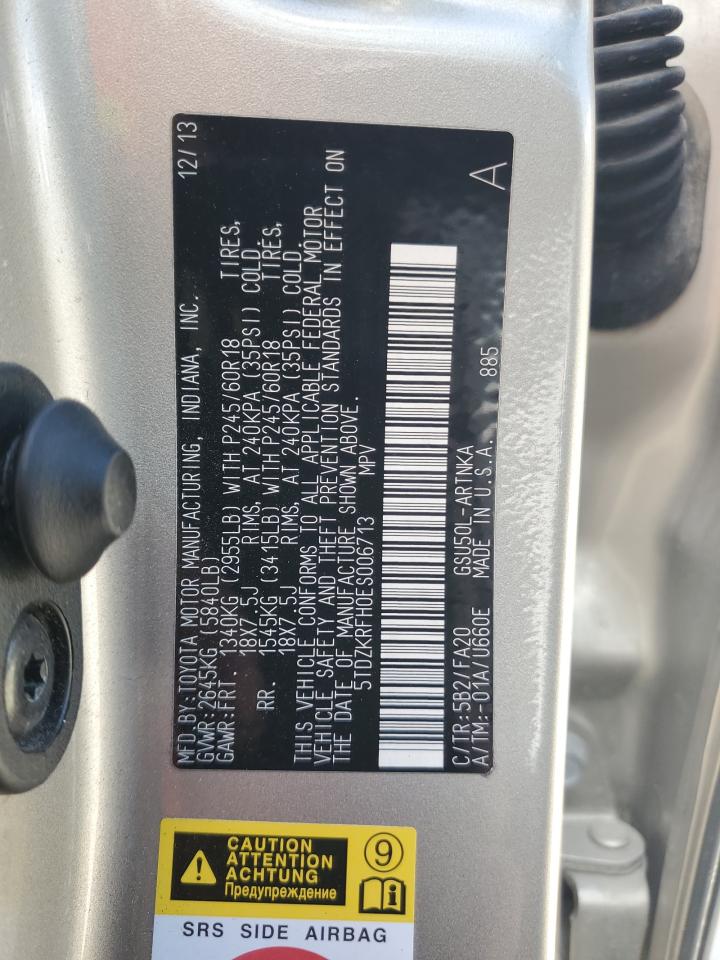 MFD.BY:TOYOTA MOTOR MANUFACTURING, INDIANA, INC. 12/13
GVWR:2645KG (5840LB)
GAWR:FRT. 1340KG (2955LB) WITH P245/60R18 TIRES,
18X7.5J RIMS, AT 240KPA (35PSI) COLD.
RR. 1545KG (3415LB) WITH P245/60R18 TIRES,
18X7.5J RIMS, AT 240KPA (35PSI) COLD.
THIS VEHICLE CONFORMS TO ALL APPLICABLE FEDERAL MOTOR
VEHICLE SAFETY AND THEFT PREVENTION STANDARDS IN EFFECT ON
THE DATE OF MANUFACTURE SHOWN ABOVE.
5TDZKRFH0ES006713 MPV
C/TR:5B2/FA20 GSU50L-ARTNKA 885 A
A/TM:-01A/U660E MADE IN U.S.A.
CAUTION
ATTENTION
ACHTUNG
Предупреждение
9
i
SRS SIDE AIRBAG